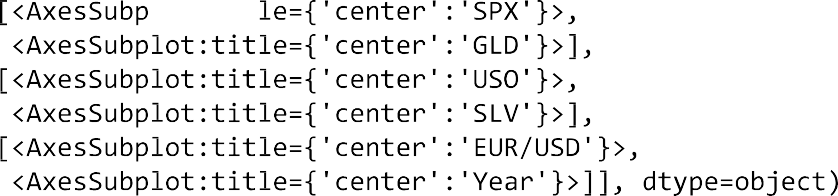 [<AxesSubp le={'center':'SPX'}>,
<AxesSubplot:title={'center':'GLD'}>],
[<AxesSubplot:title={'center':'USO'}>,
<AxesSubplot:title={'center':'SLV'}>],
[<AxesSubplot:title={'center':'EUR/USD'}>,
<AxesSubplot:title={'center':'Year'}>]], dtype=object)